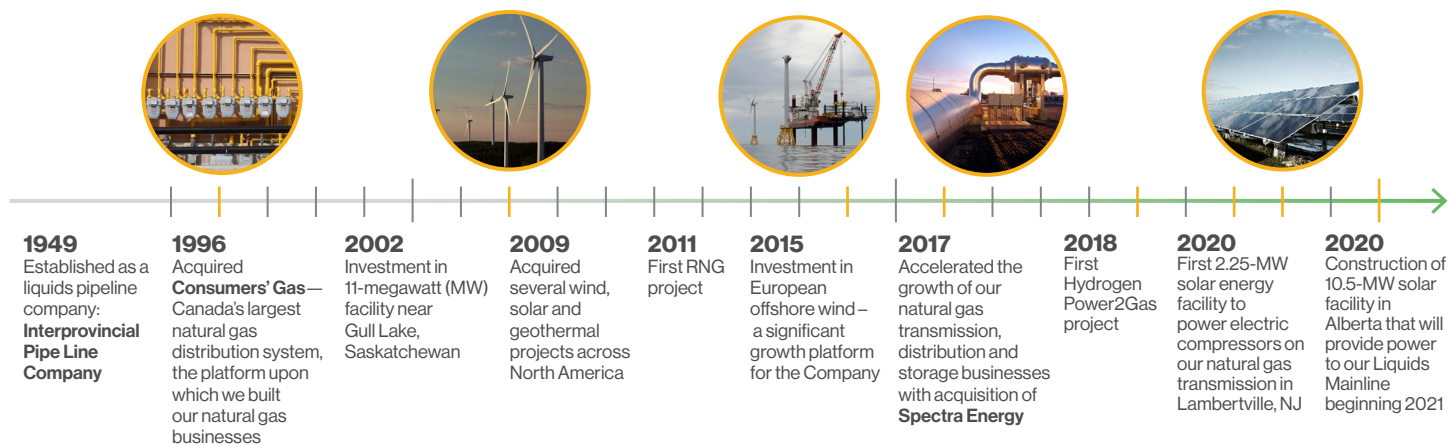 1949
Established as a
liquids pipeline
company:
Interprovincial
Pipe Line
Company
1996
Acquired
Consumers’ Gas—
Canada’s largest
natural gas
distribution system,
the platform upon
which we built
our natural gas
businesses
2002
Investment in
11-megawatt (MW)
facility near
Gull Lake,
Saskatchewan
2009
Acquired
several wind,
solar and
geothermal
projects across
North America
2011
First RNG
project
2015
Investment in
European
offshore wind –
a significant
growth platform
for the Company
2017
Accelerated the
growth of our
natural gas
transmission,
distribution and
storage businesses
with acquisition of
Spectra Energy
2018
First
Hydrogen
Power2Gas
project
2020
First 2.25-MW
solar energy
facility to
power electric
compressors on
our natural gas
transmission in
Lambertville, NJ
2020
Construction of
10.5-MW solar
facility in
Alberta that will
provide power
to our Liquids
Mainline
beginning 2021